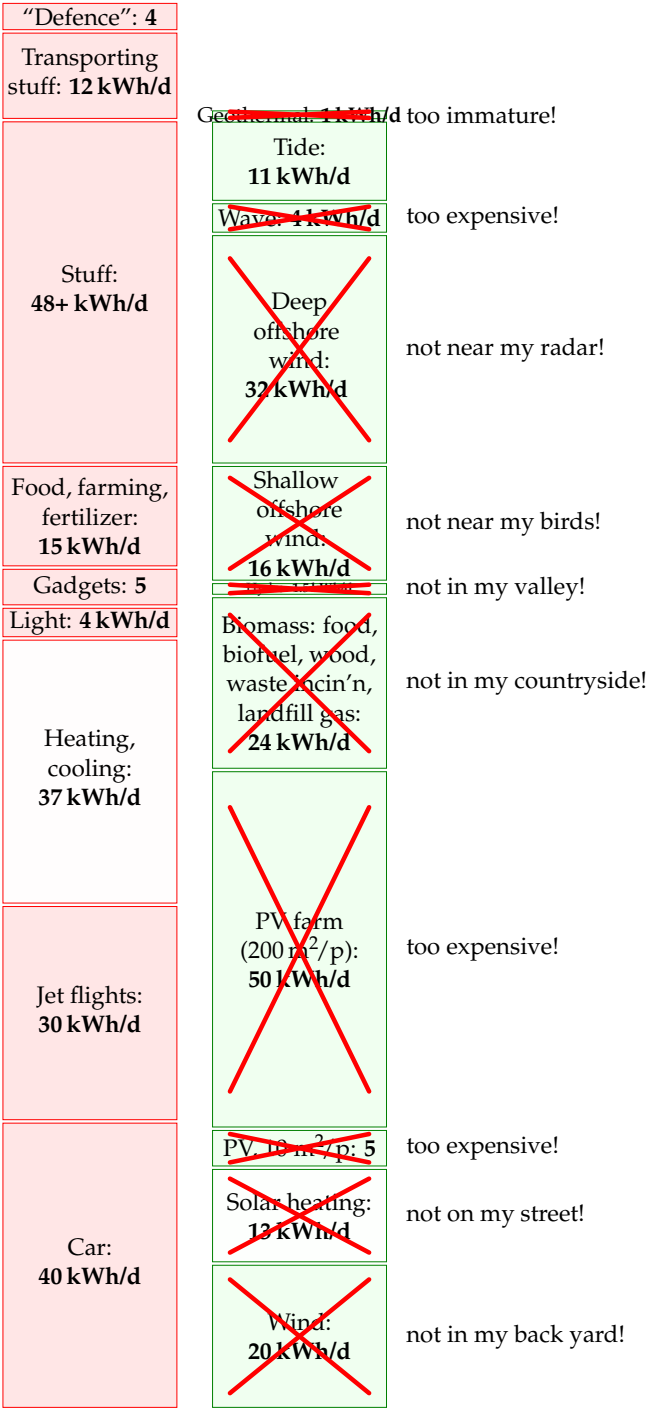 “Defence”: 4
Transporting
stuff: 12 kWh/d
Stuff:
48+ kWh/d
Food, farming,
fertilizer:
15 kWh/d
Gadgets: 5
Light: 4 kWh/d
Heating,
cooling:
37 kWh/d
Jet flights:
30 kWh/d
Car:
40 kWh/d
Geothermal: 1 kWh/d
too immature!
Tide:
11 kWh/d
Wave: 4 kWh/d
too expensive!
Deep
offshore
wind:
32 kWh/d
not near my radar!
Shallow
offshore
wind:
16 kWh/d
not near my birds!
not in my valley!
Biomass: food,
biofuel, wood,
waste incin’n,
landfill gas:
24 kWh/d
not in my countryside!
PV farm
(200 m²/p):
50 kWh/d
too expensive!
PV, 10 m²/p: 5
too expensive!
Solar heating:
13 kWh/d
not on my street!
Wind:
20 kWh/d
not in my back yard!